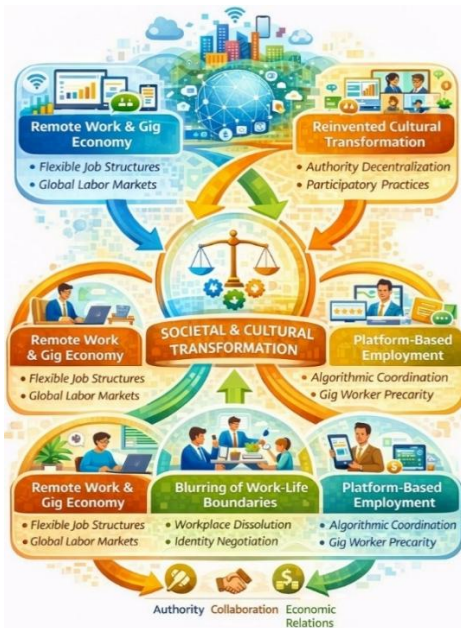 Remote Work & Gig
Economy
• Flexible Job Structures
• Global Labor Markets
Reinvented Cultural
Transformation
• Authority Decentralization
• Participatory Practices
SOCIETAL & CULTURAL
TRANSFORMATION
Remote Work
& Gig Economy
• Flexible Job Structures
• Global Labor Markets
Platform-Based
Employment
• Algorithmic Coordination
• Gig Worker Precarity
Remote Work &
Gig Economy
• Flexible Job Structures
• Global Labor Markets
Blurring of Work-Life
Boundaries
• Workplace Dissolution
• Identity Negotiation
Platform-Based
Employment
• Algorithmic Coordination
• Gig Worker Precarity
Authority Collaboration Economic
Relations